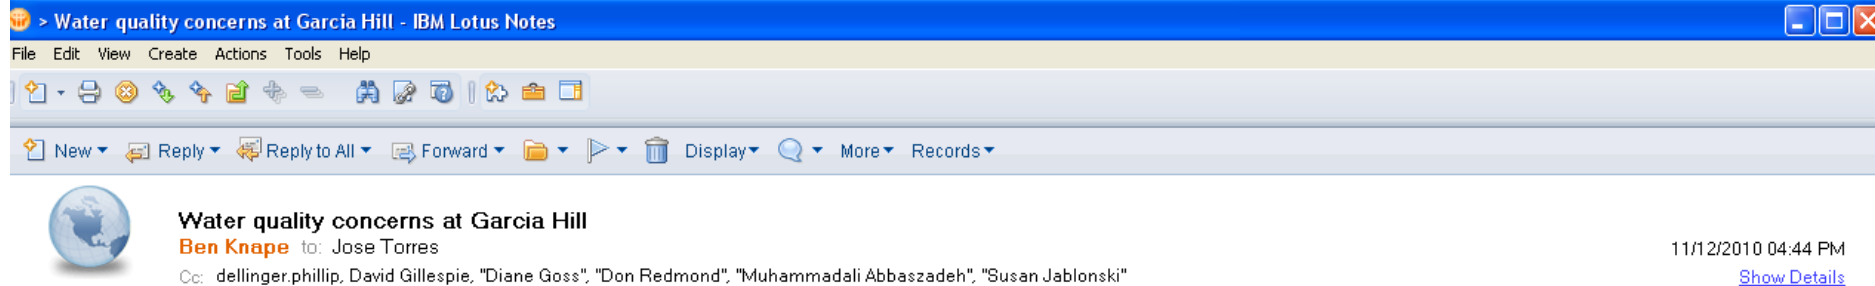 > Water quality concerns at Garcia Hill - IBM Lotus Notes
File Edit View Create Actions Tools Help
New Reply Reply to All Forward Display More Records
Water quality concerns at Garcia Hill
Ben Knape to: Jose Torres 11/12/2010 04:44 PM
Cc: dellinger.phillip, David Gillespie, "Diane Goss", "Don Redmond", "Muhammadali Abbaszadeh", "Susan Jablonski" Show Details